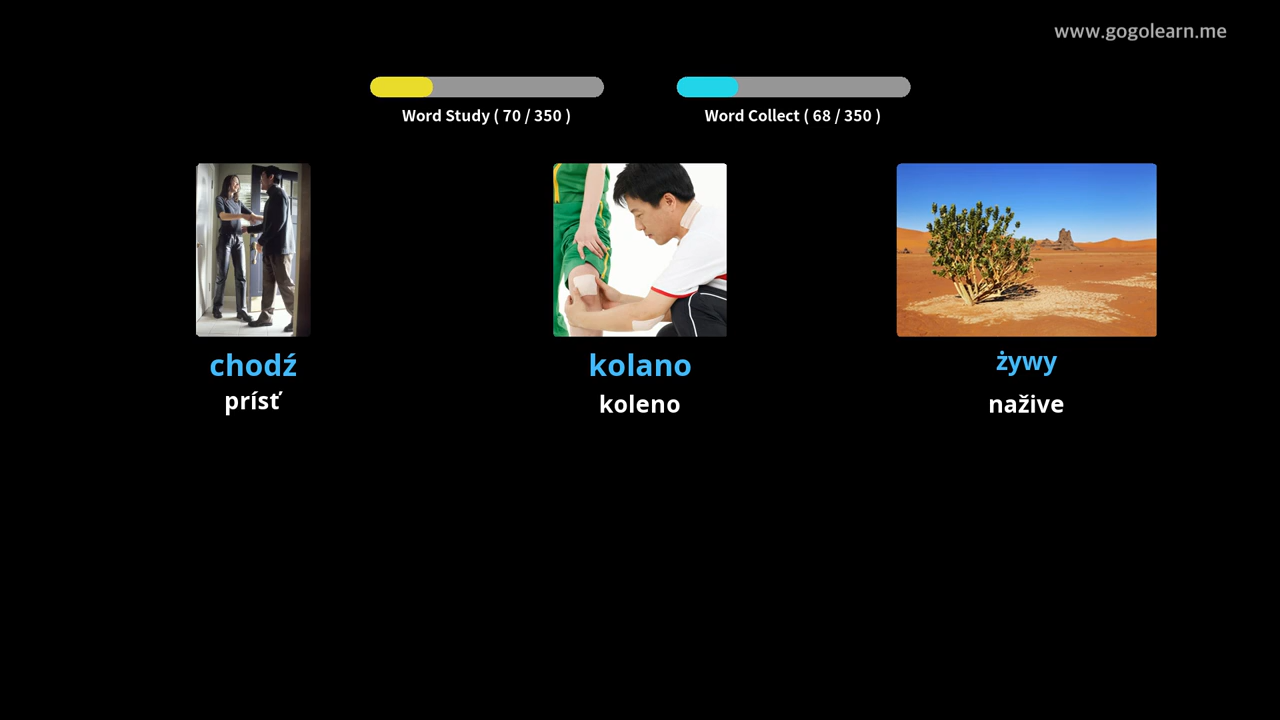 www.gogolearn.me
Word Study ( 70 / 350 )
Word Collect ( 68 / 350 )
chodź
prísť
kolano
koleno
żywy
nažive